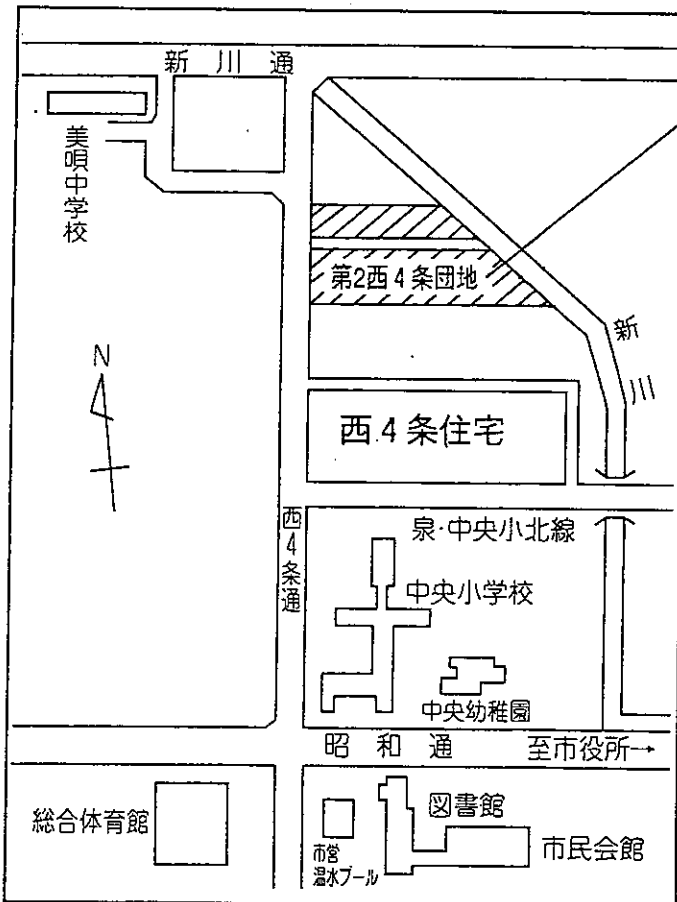 新川通
美唄中学校
第2西4条団地
新川
N
西4条住宅
西4条通
泉・中央小北線
中央小学校
中央幼稚園
昭和通
至市役所→
総合体育館
市営
温水プール
図書館
市民会館